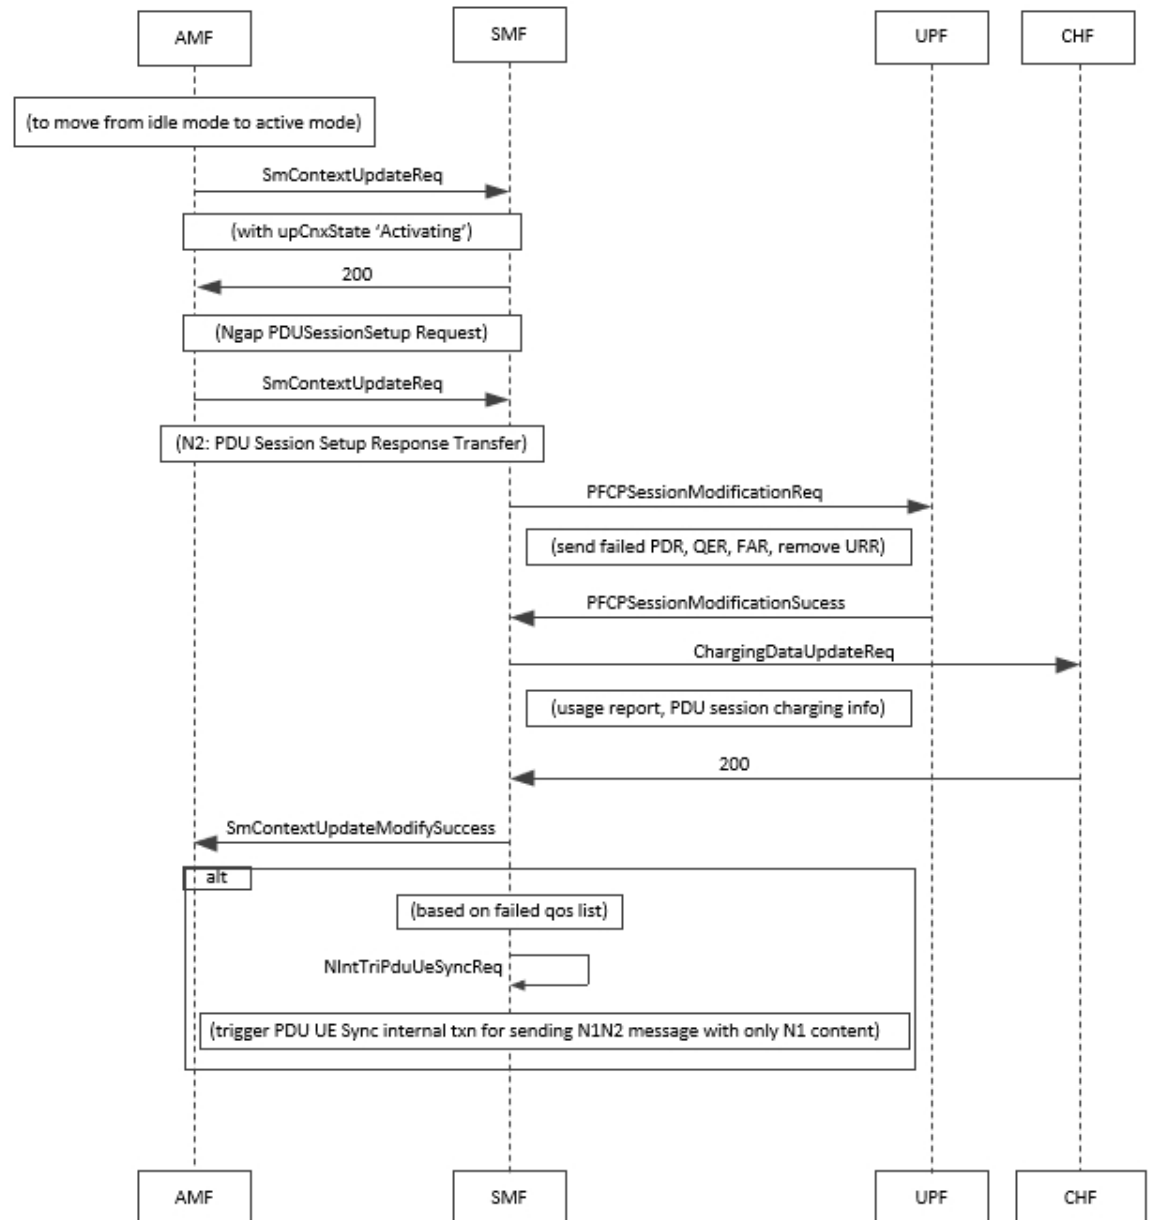 AMF
SMF
UPF
CHF
(to move from idle mode to active mode)
SmContextUpdateReq
(with upCnxState ‘Activating’)
200
(Ngap PDUSessionSetup Request)
SmContextUpdateReq
(N2: PDU Session Setup Response Transfer)
PFCPSessionModificationReq
(send failed PDR, QER, FAR, remove URR)
PFCPSessionModificationSucess
ChargingDataUpdateReq
(usage report, PDU session charging info)
200
SmContextUpdateModifySuccess
alt
(based on failed qos list)
NIntTriPduUeSyncReq
(trigger PDU UE Sync internal txn for sending N1N2 message with only N1 content)
AMF
SMF
UPF
CHF